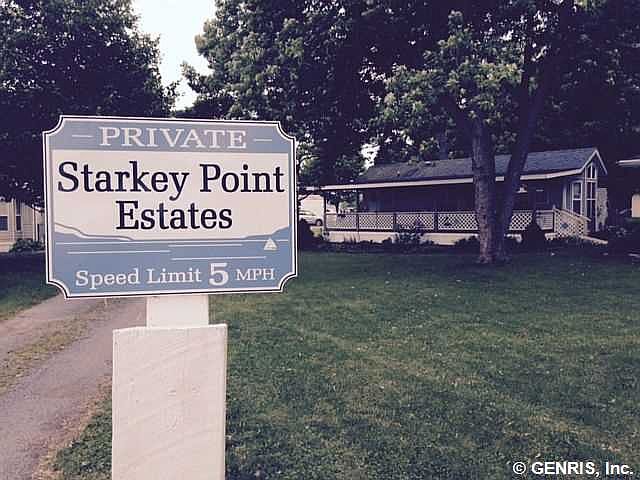 PRIVATE
Starkey Point
Estates
Speed Limit 5 MPH
© GENRIS, Inc.